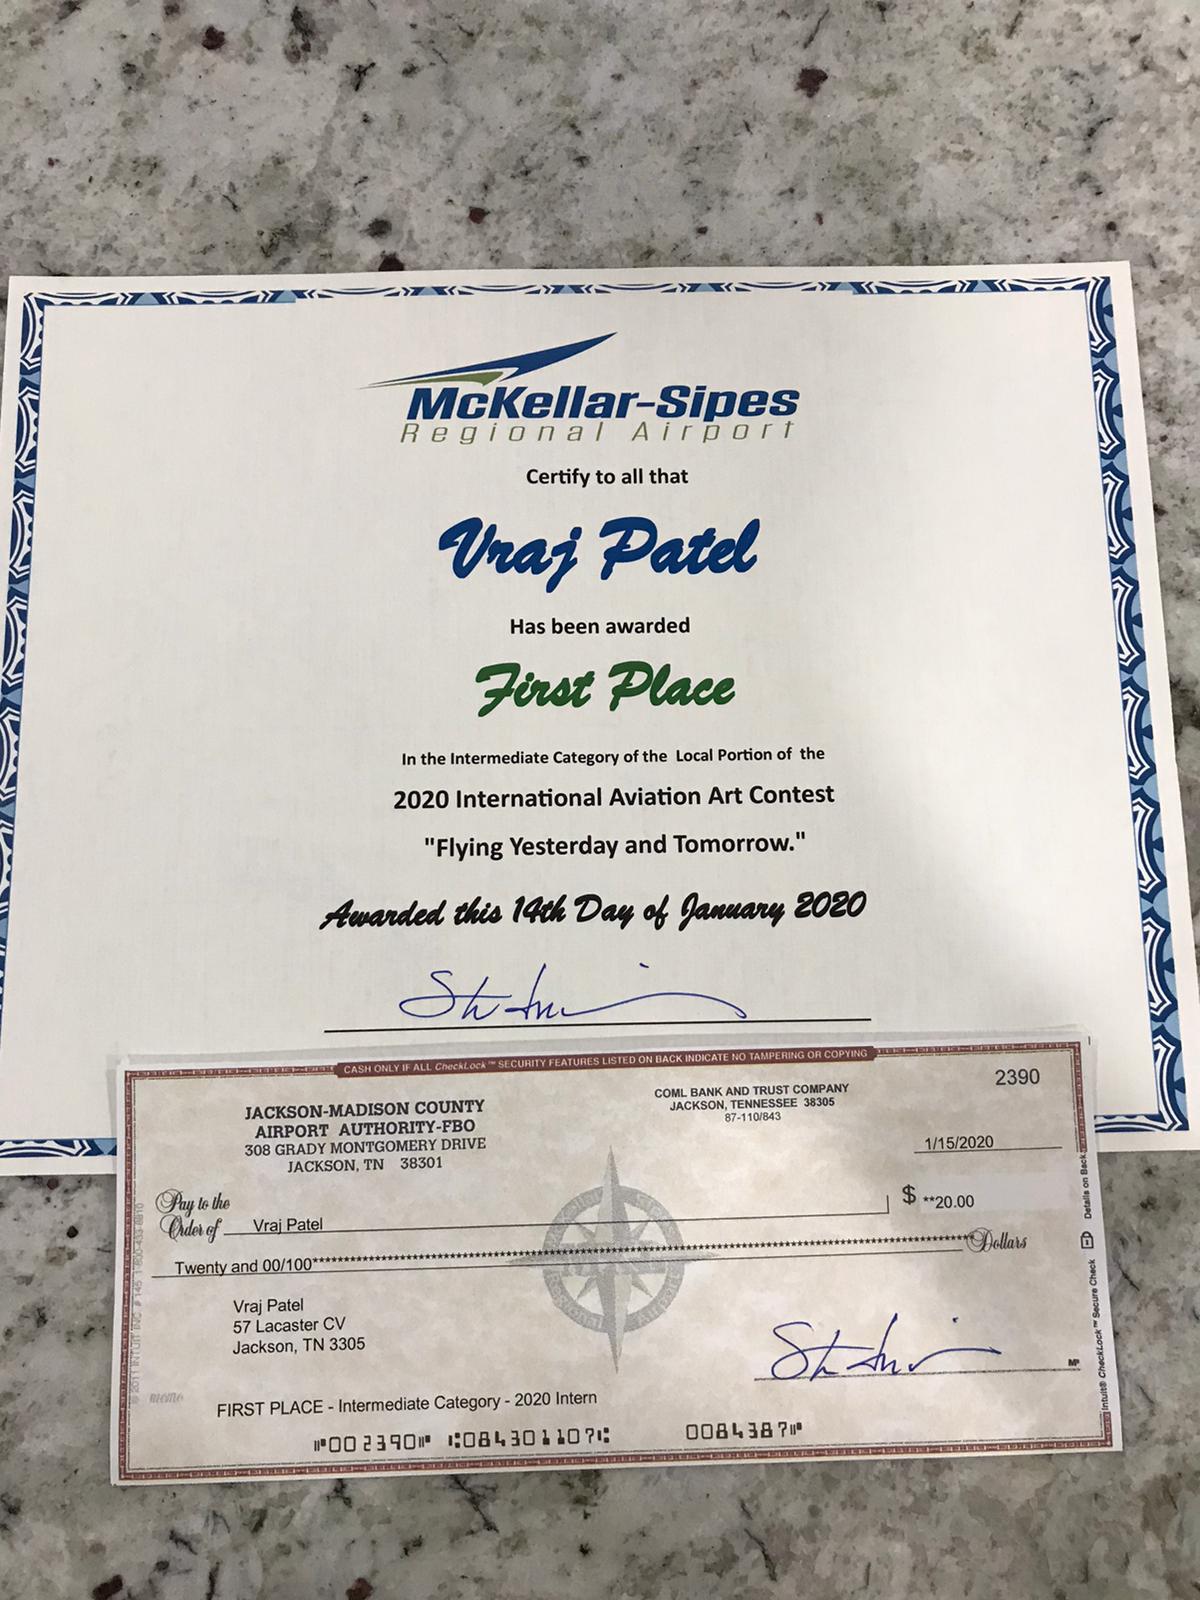 McKellar-Sipes
Regional Airport
Certify to all that
Vraj Patel
Has been awarded
First Place
In the Intermediate Category of the Local Portion of the
2020 International Aviation Art Contest
"Flying Yesterday and Tomorrow."
Awarded this 14th Day of January 2020
CASH ONLY IF ALL CheckLock™ SECURITY FEATURES LISTED ON BACK INDICATE NO TAMPERING OR COPYING
2390
JACKSON-MADISON COUNTY
AIRPORT AUTHORITY-FBO
308 GRADY MONTGOMERY DRIVE
JACKSON, TN 38301
COML BANK AND TRUST COMPANY
JACKSON, TENNESSEE 38305
87-110/843
1/15/2020
Pay to the
Order of Vraj Patel
$ **20.00
Twenty and 00/100 Dollars
Vraj Patel
57 Lacaster CV
Jackson, TN 3305
memo
FIRST PLACE - Intermediate Category - 2020 Intern
MP
⑈002390⑈ ⑆084301107⑆ 0084387⑈
Intuit® CheckLock™ Secure Check Details on Back